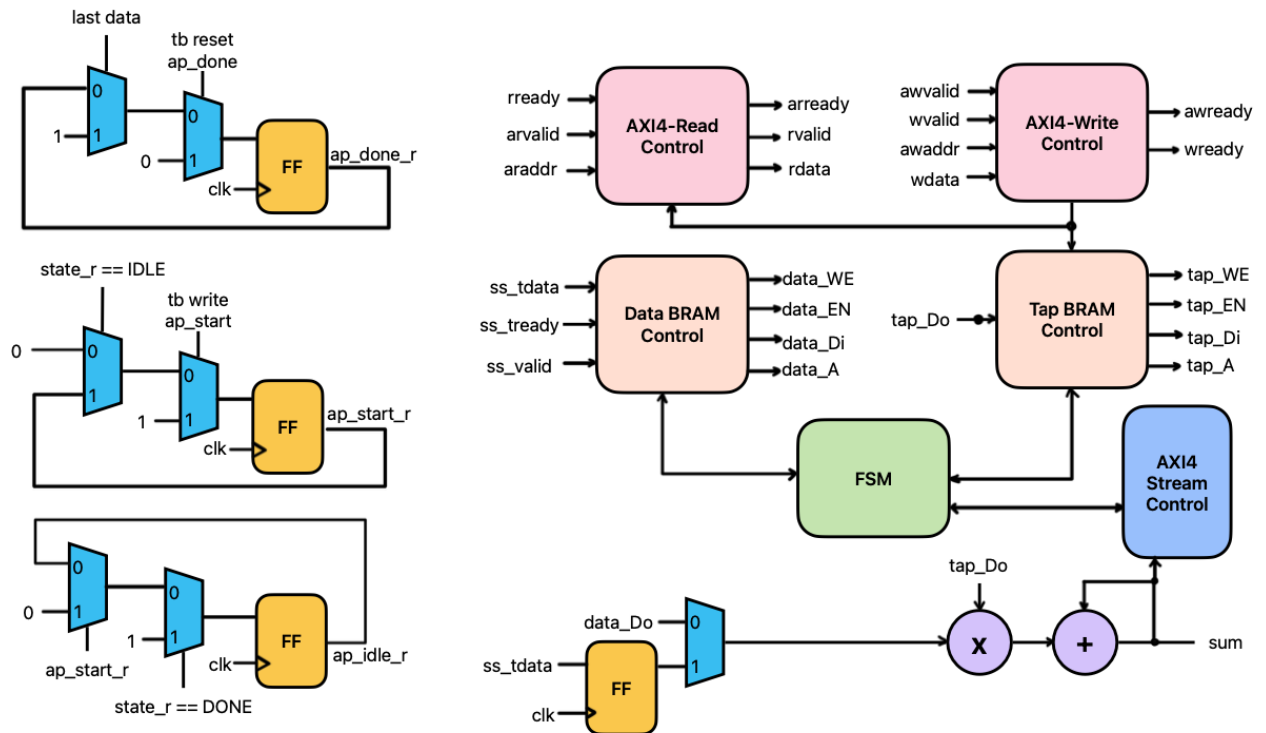 last data
tb reset
ap_done
0
1
1
0
0
1
FF
clk
ap_done_r
state_r == IDLE
tb write
ap_start
0
0
1
0
1
1
FF
clk
ap_start_r
0
0
1
0
1
1
FF
clk
ap_idle_r
ap_start_r
state_r == DONE
rready
arvalid
araddr
AXI4-Read
Control
arready
rvalid
rdata
awvalid
wvalid
awaddr
wdata
AXI4-Write
Control
awready
wready
ss_tdata
ss_tready
ss_valid
Data BRAM
Control
data_WE
data_EN
data_Di
data_A
tap_Do
Tap BRAM
Control
tap_WE
tap_EN
tap_Di
tap_A
FSM
AXI4
Stream
Control
data_Do
0
1
ss_tdata
FF
clk
tap_Do
x
+
sum